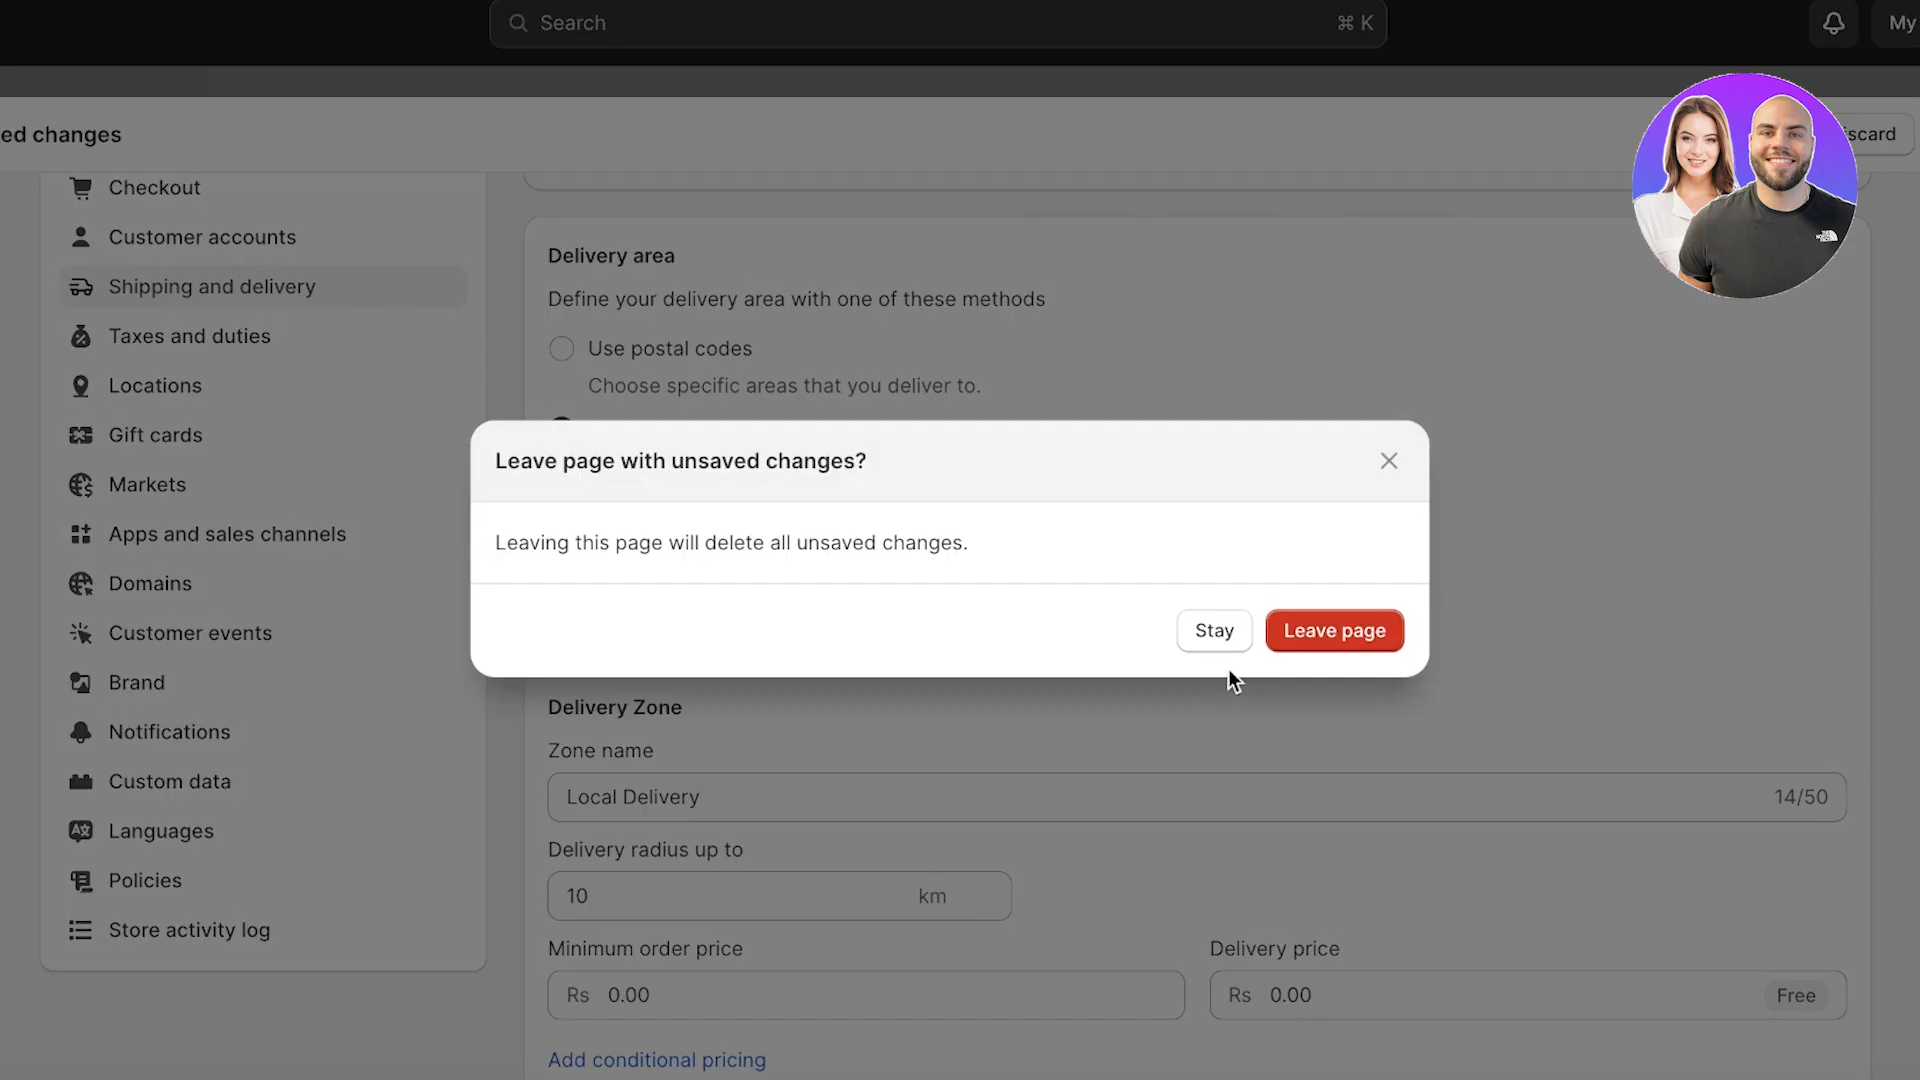 Search
⌘ K
My
ed changes
scard
Checkout
Customer accounts
Shipping and delivery
Taxes and duties
Locations
Gift cards
Markets
Apps and sales channels
Domains
Customer events
Brand
Notifications
Custom data
Languages
Policies
Store activity log
Delivery area
Define your delivery area with one of these methods
Use postal codes
Choose specific areas that you deliver to.
Leave page with unsaved changes?
Leaving this page will delete all unsaved changes.
Stay
Leave page
Delivery Zone
Zone name
Local Delivery
14/50
Delivery radius up to
10 km
Minimum order price
Rs 0.00
Delivery price
Rs 0.00 Free
Add conditional pricing